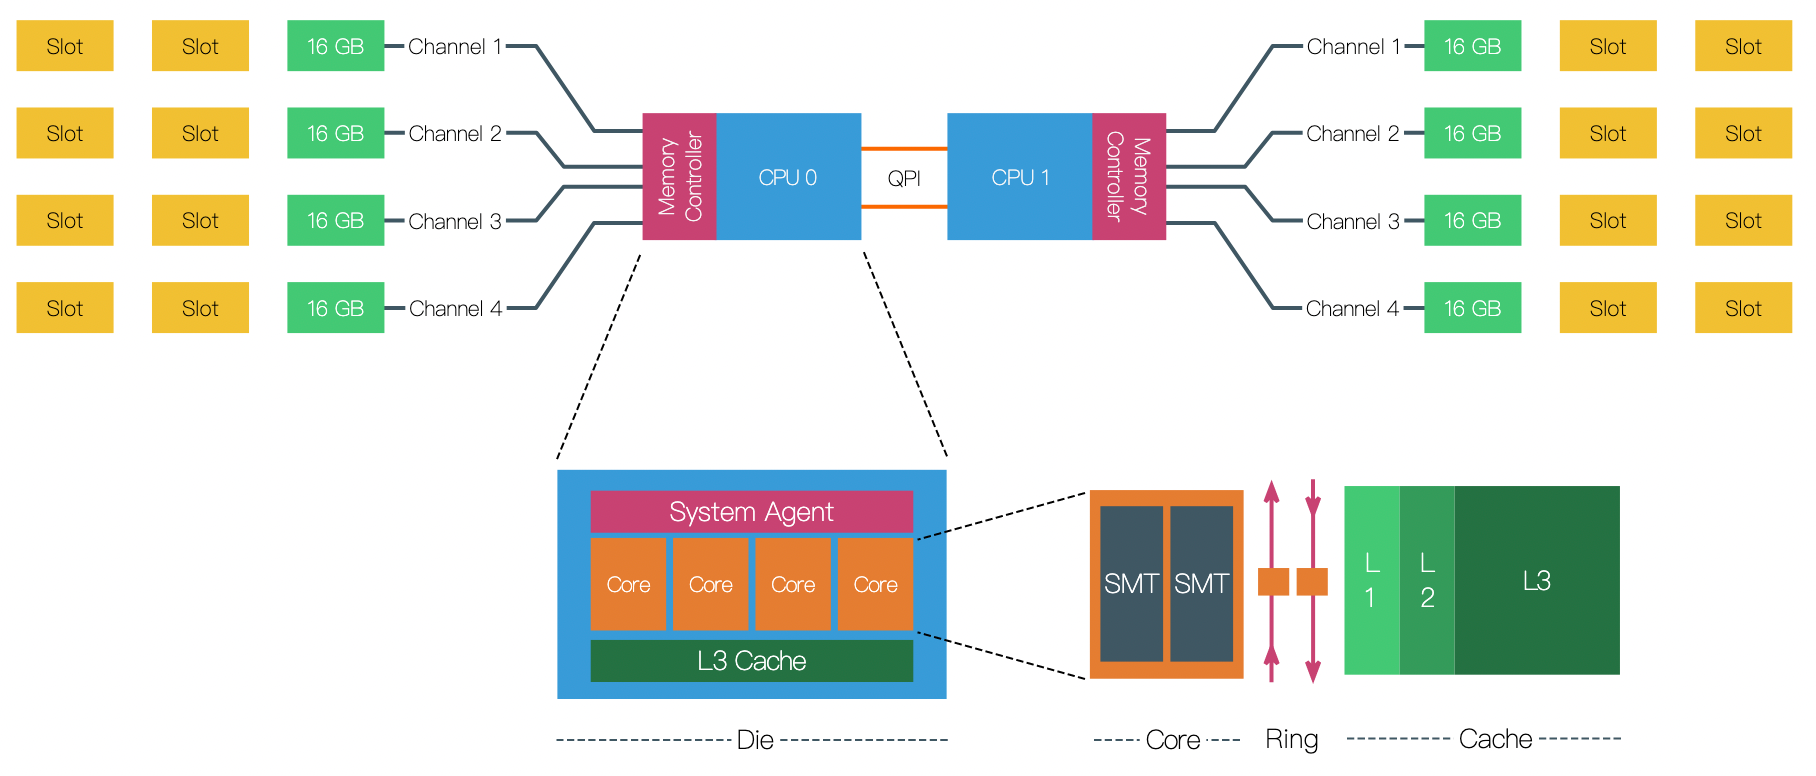 Slot Slot 16 GB Channel 1 Channel 1 16 GB Slot Slot
Slot Slot 16 GB Channel 2 Channel 2 16 GB Slot Slot
Memory
Controller
CPU 0
QPI
CPU 1
Memory
Controller
Slot Slot 16 GB Channel 3 Channel 3 16 GB Slot Slot
Slot Slot 16 GB Channel 4 Channel 4 16 GB Slot Slot
System Agent
Core Core Core Core
L3 Cache
SMT SMT
L
1
L
2
L3
Die Core Ring Cache